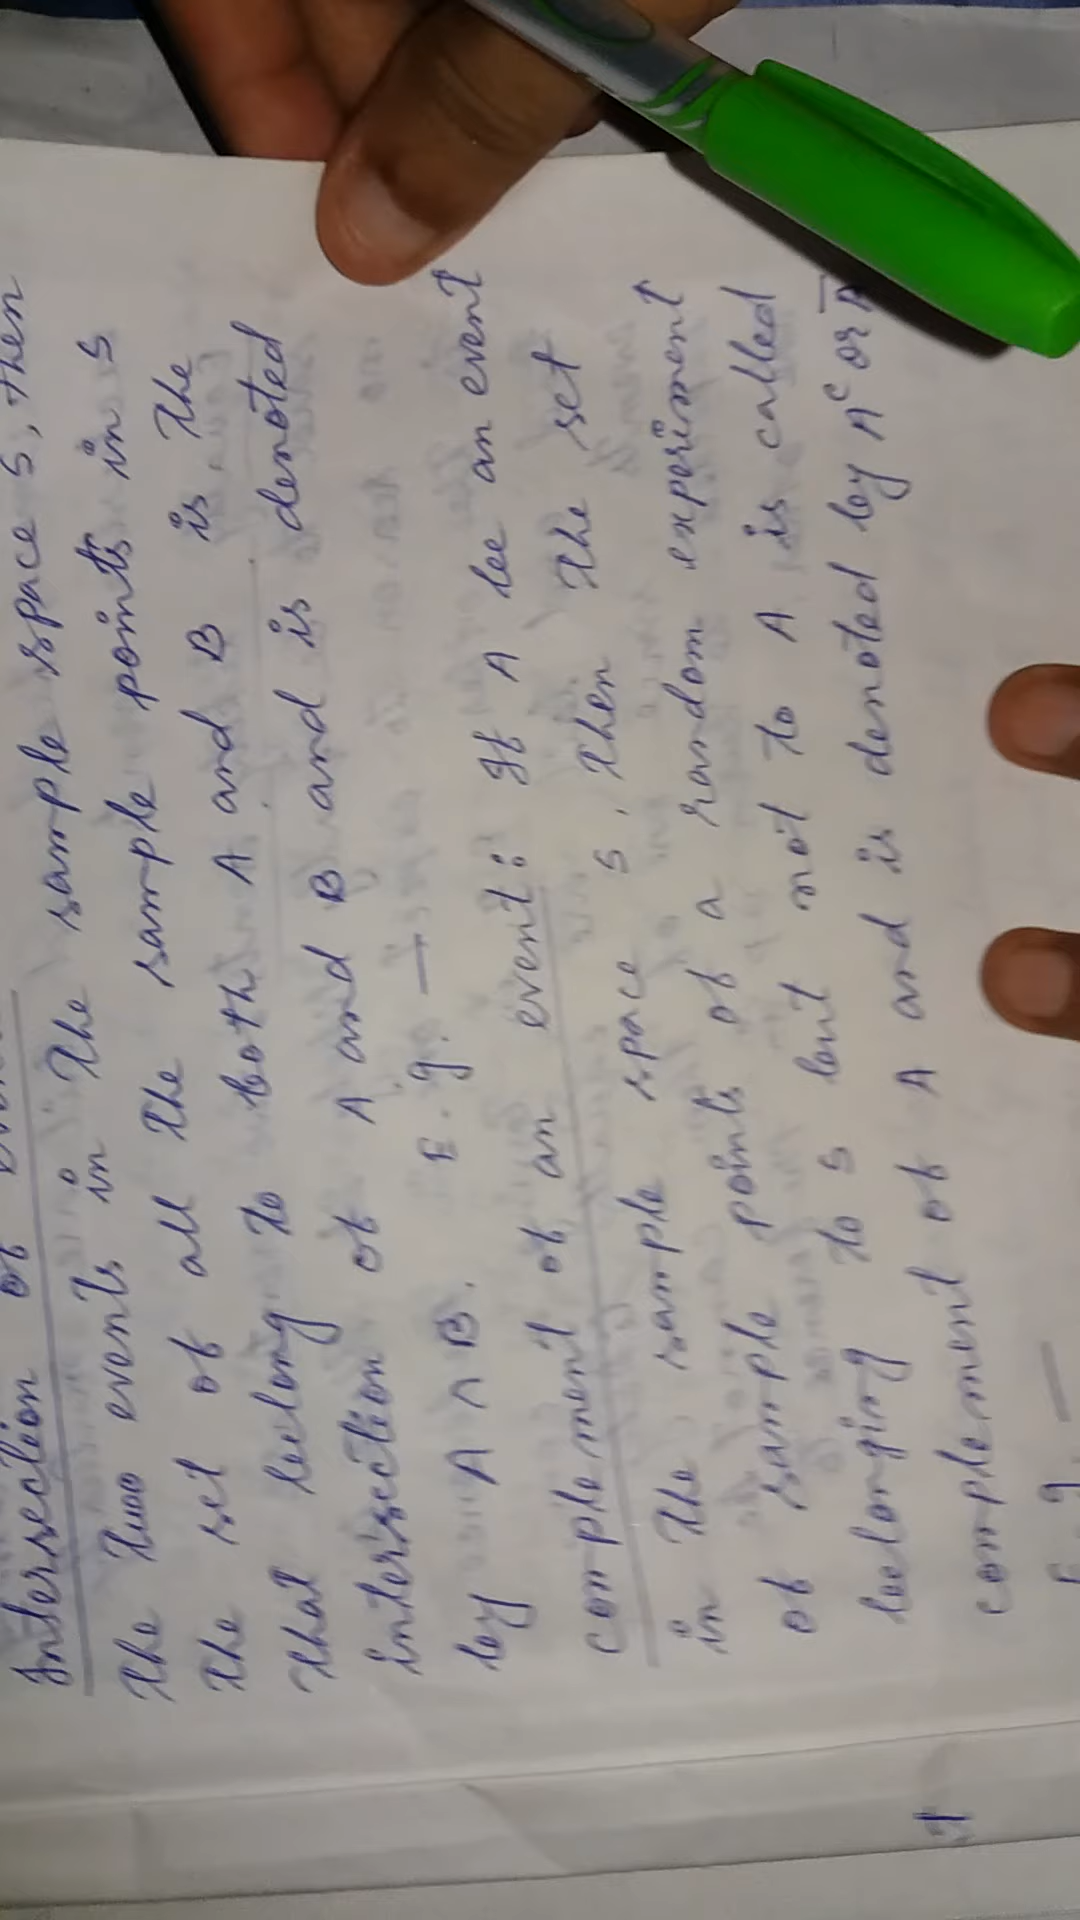 Intersection of
the two events in the sample space S, then
the set of all the sample points in S
that belong to both A and B is the
intersection of A and B and is denoted
by A ∩ B. E.g. —
complement of an event: If A be an event
in the sample space S, then the set
of sample points of a random experiment
belonging to S but not to A is called
complement of A and is denoted by Aᶜ or A̅
E.g. —